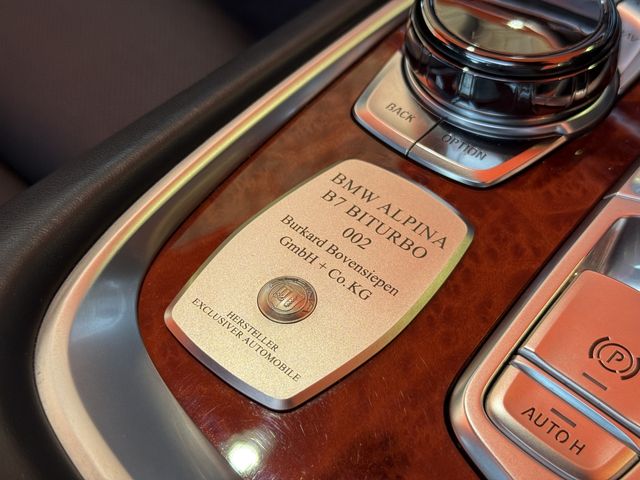 BACK
OPTION
BMW ALPINA
B7 BITURBO
002
Burkard Bovensiepen
GmbH + Co.KG
HERSTELLER
EXCLUSIVER AUTOMOBILE
P
AUTO H